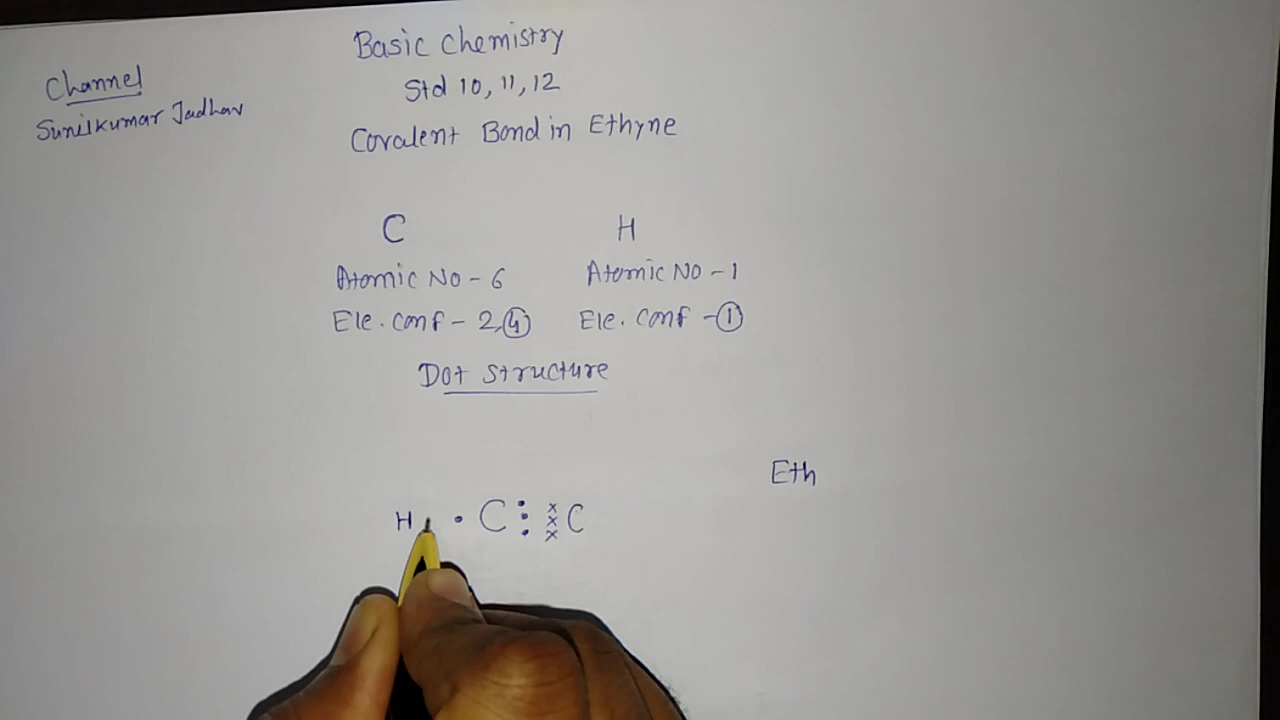 Basic Chemistry
Channel
Std 10, 11, 12
Sunilkumar Jadhav
Covalent Bond in Ethyne
C H
Atomic No - 6 Atomic No - 1
Ele. Conf - 2,4 Ele. Conf - 1
Dot Structure
Eth
H • C ⋮ xxx C